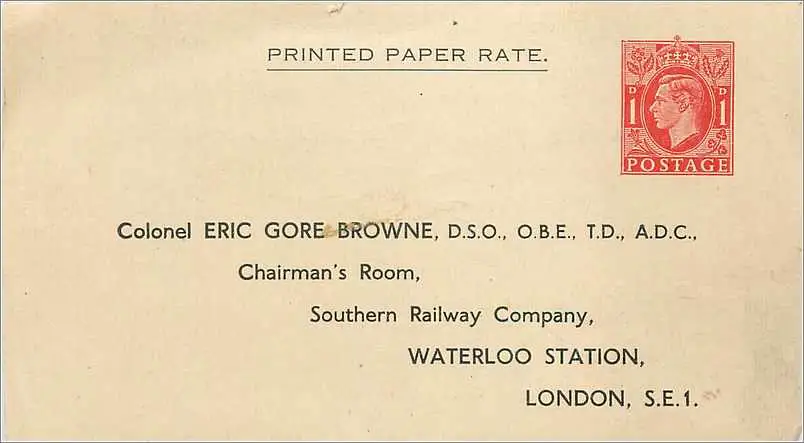 PRINTED PAPER RATE.
D D
1 1
POSTAGE
Colonel ERIC GORE BROWNE, D.S.O., O.B.E., T.D., A.D.C.,
Chairman's Room,
Southern Railway Company,
WATERLOO STATION,
LONDON, S.E.1.